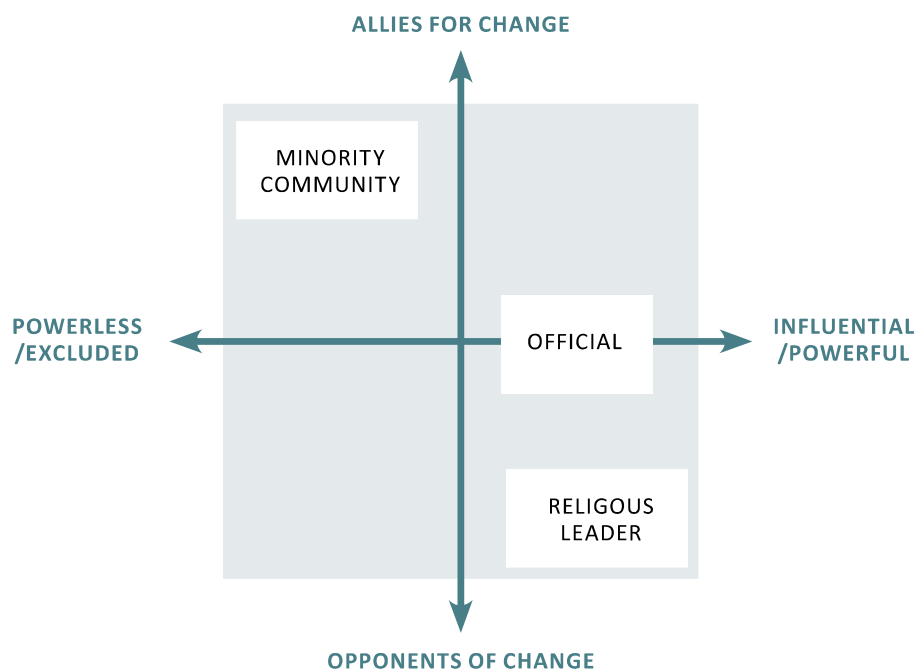 ALLIES FOR CHANGE
MINORITY
COMMUNITY
POWERLESS
/EXCLUDED
OFFICIAL
INFLUENTIAL
/POWERFUL
RELIGOUS
LEADER
OPPONENTS OF CHANGE